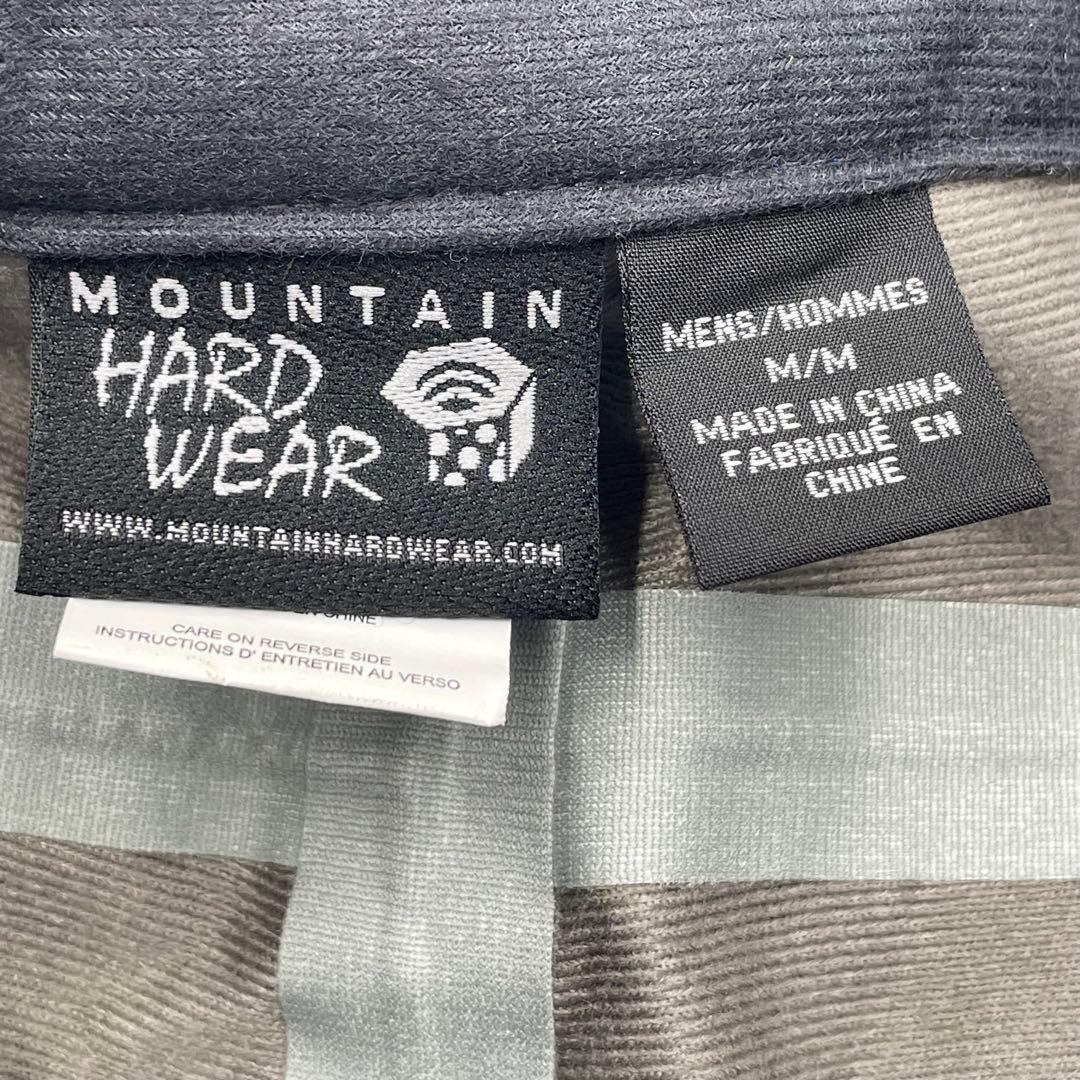 MOUNTAIN
HARD
WEAR
WWW.MOUNTAINHARDWEAR.COM
MENS/HOMMES
M/M
MADE IN CHINA
FABRIQUÉ EN
CHINE
CHINE
CARE ON REVERSE SIDE
INSTRUCTIONS D' ENTRETIEN AU VERSO